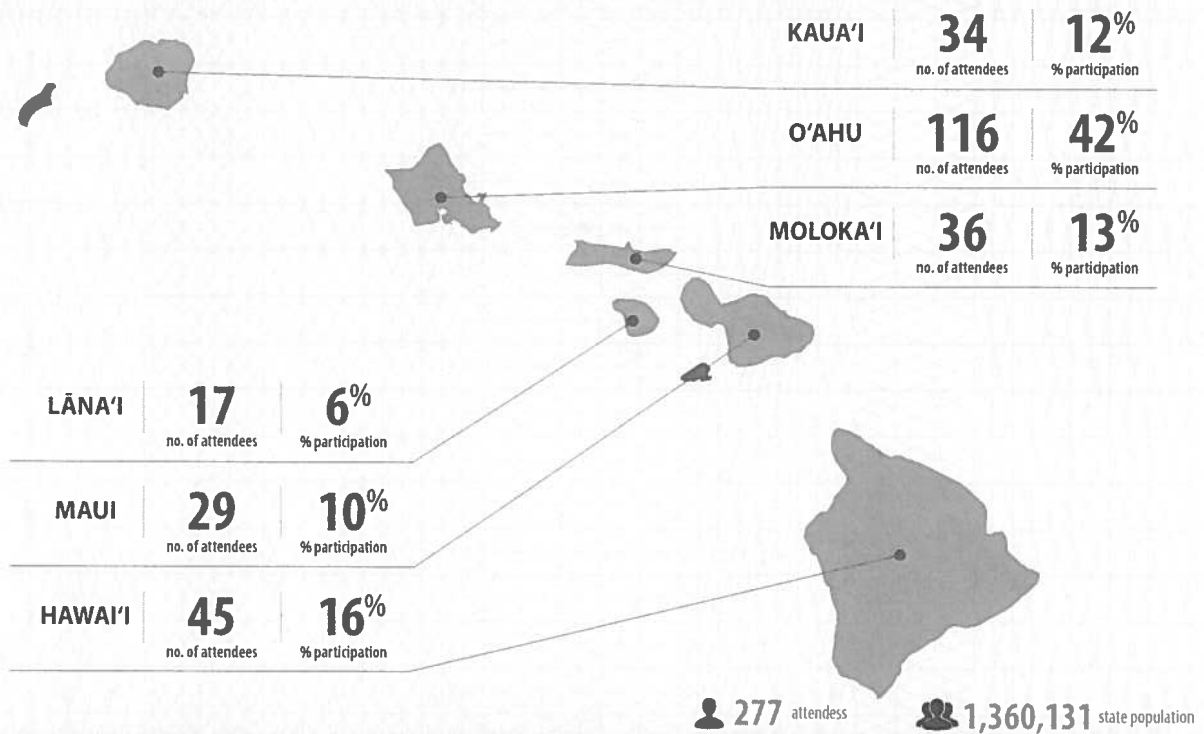 KAUA‘I 34 12%
no. of attendees % participation
O‘AHU 116 42%
no. of attendees % participation
MOLOKA‘I 36 13%
no. of attendees % participation
LĀNA‘I 17 6%
no. of attendees % participation
MAUI 29 10%
no. of attendees % participation
HAWAI‘I 45 16%
no. of attendees % participation
277 attendess 1,360,131 state population